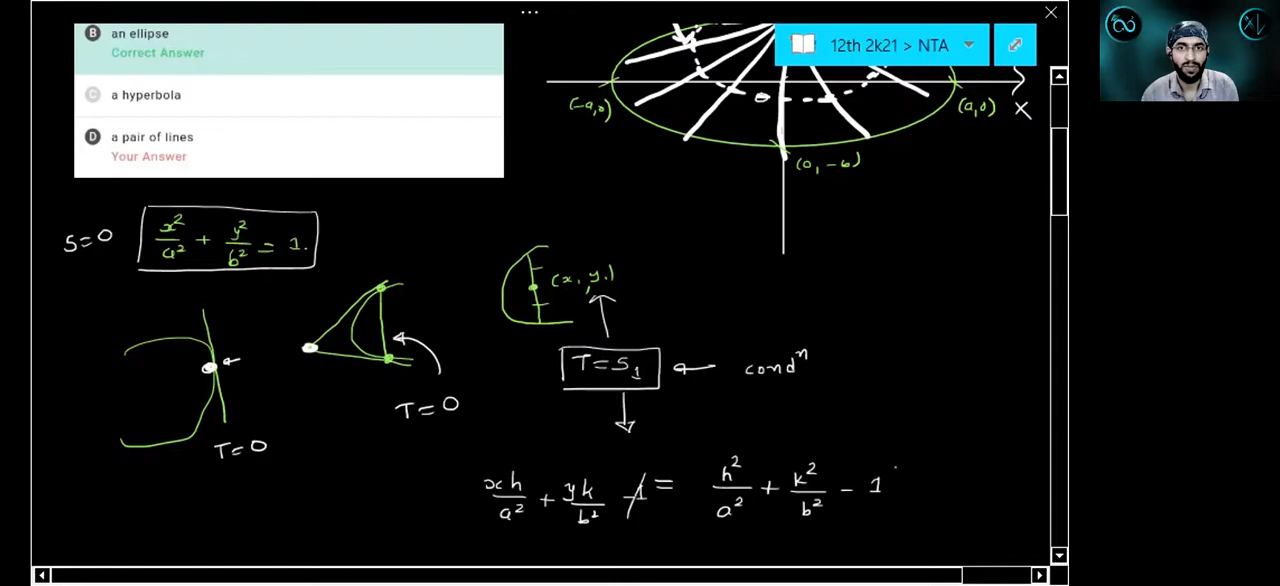 B an ellipse
Correct Answer
C a hyperbola
D a pair of lines
Your Answer
12th 2k21 > NTA
(-a,0)
(a,0)
X
(0,-b)
S=0
x²/a² + y²/b² = 1.
(x₁,y₁)
T=S₁
condⁿ
T=0
T=0
xh/a² + yk/b² - 1 = h²/a² + k²/b² - 1